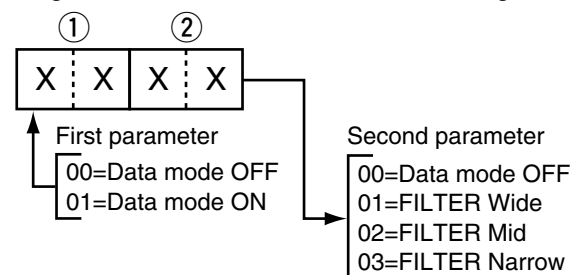 ① ②
X X X X
First parameter
00=Data mode OFF
01=Data mode ON
Second parameter
00=Data mode OFF
01=FILTER Wide
02=FILTER Mid
03=FILTER Narrow